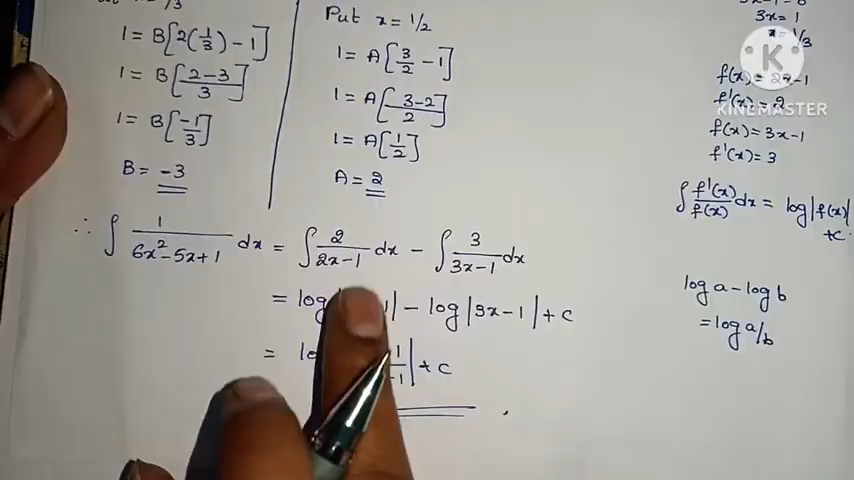 1 = B[2(1/3) - 1]
1 = B[(2-3)/3]
1 = B[-1/3]
B = -3
Put x = 1/2
1 = A[3/2 - 1]
1 = A[(3-2)/2]
1 = A[1/2]
A = 2
∴ ∫ 1/(6x² - 5x + 1) dx = ∫ 2/(2x-1) dx - ∫ 3/(3x-1) dx
= log - log |3x-1| + c
= + c
3x = 1
x = 1/3
f(x) = 2x-1
f'(x) = 2
f(x) = 3x-1
f'(x) = 3
∫ f'(x)/f(x) dx = log|f(x)|
+c.
log a - log b
= log a/b
K
KINEMASTER